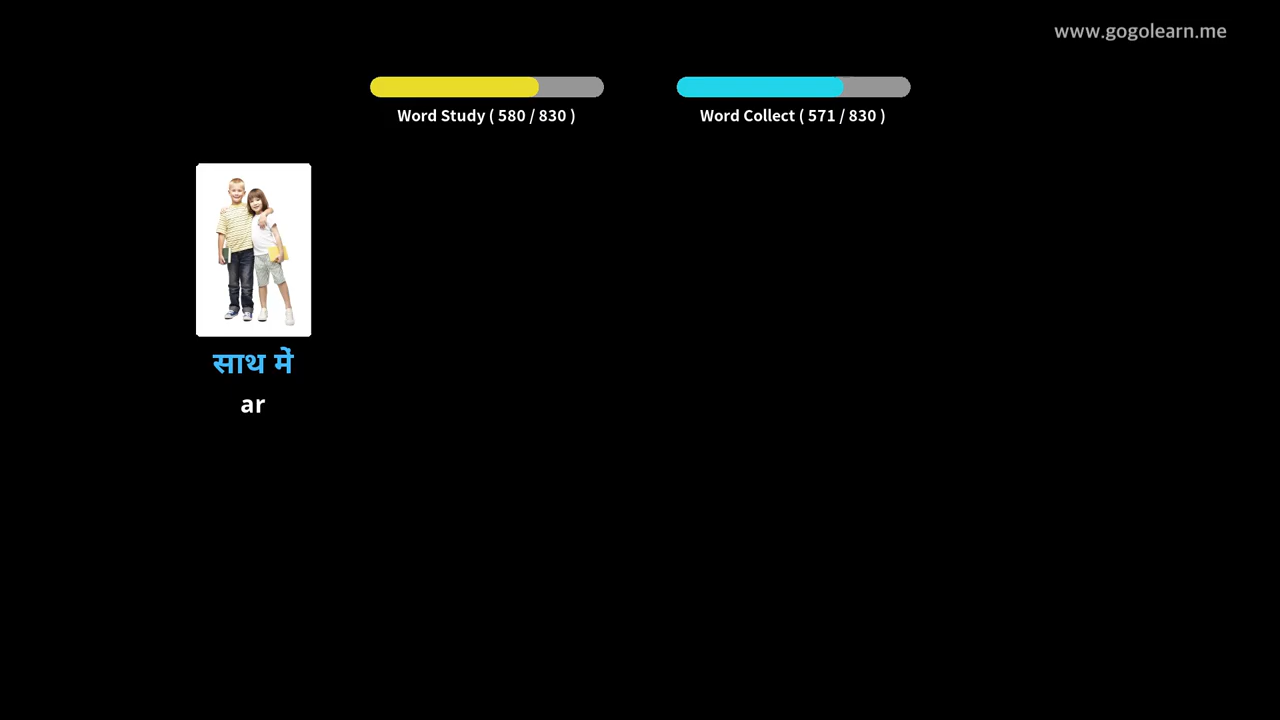 www.gogolearn.me
Word Study ( 580 / 830 )
Word Collect ( 571 / 830 )
साथ में
ar